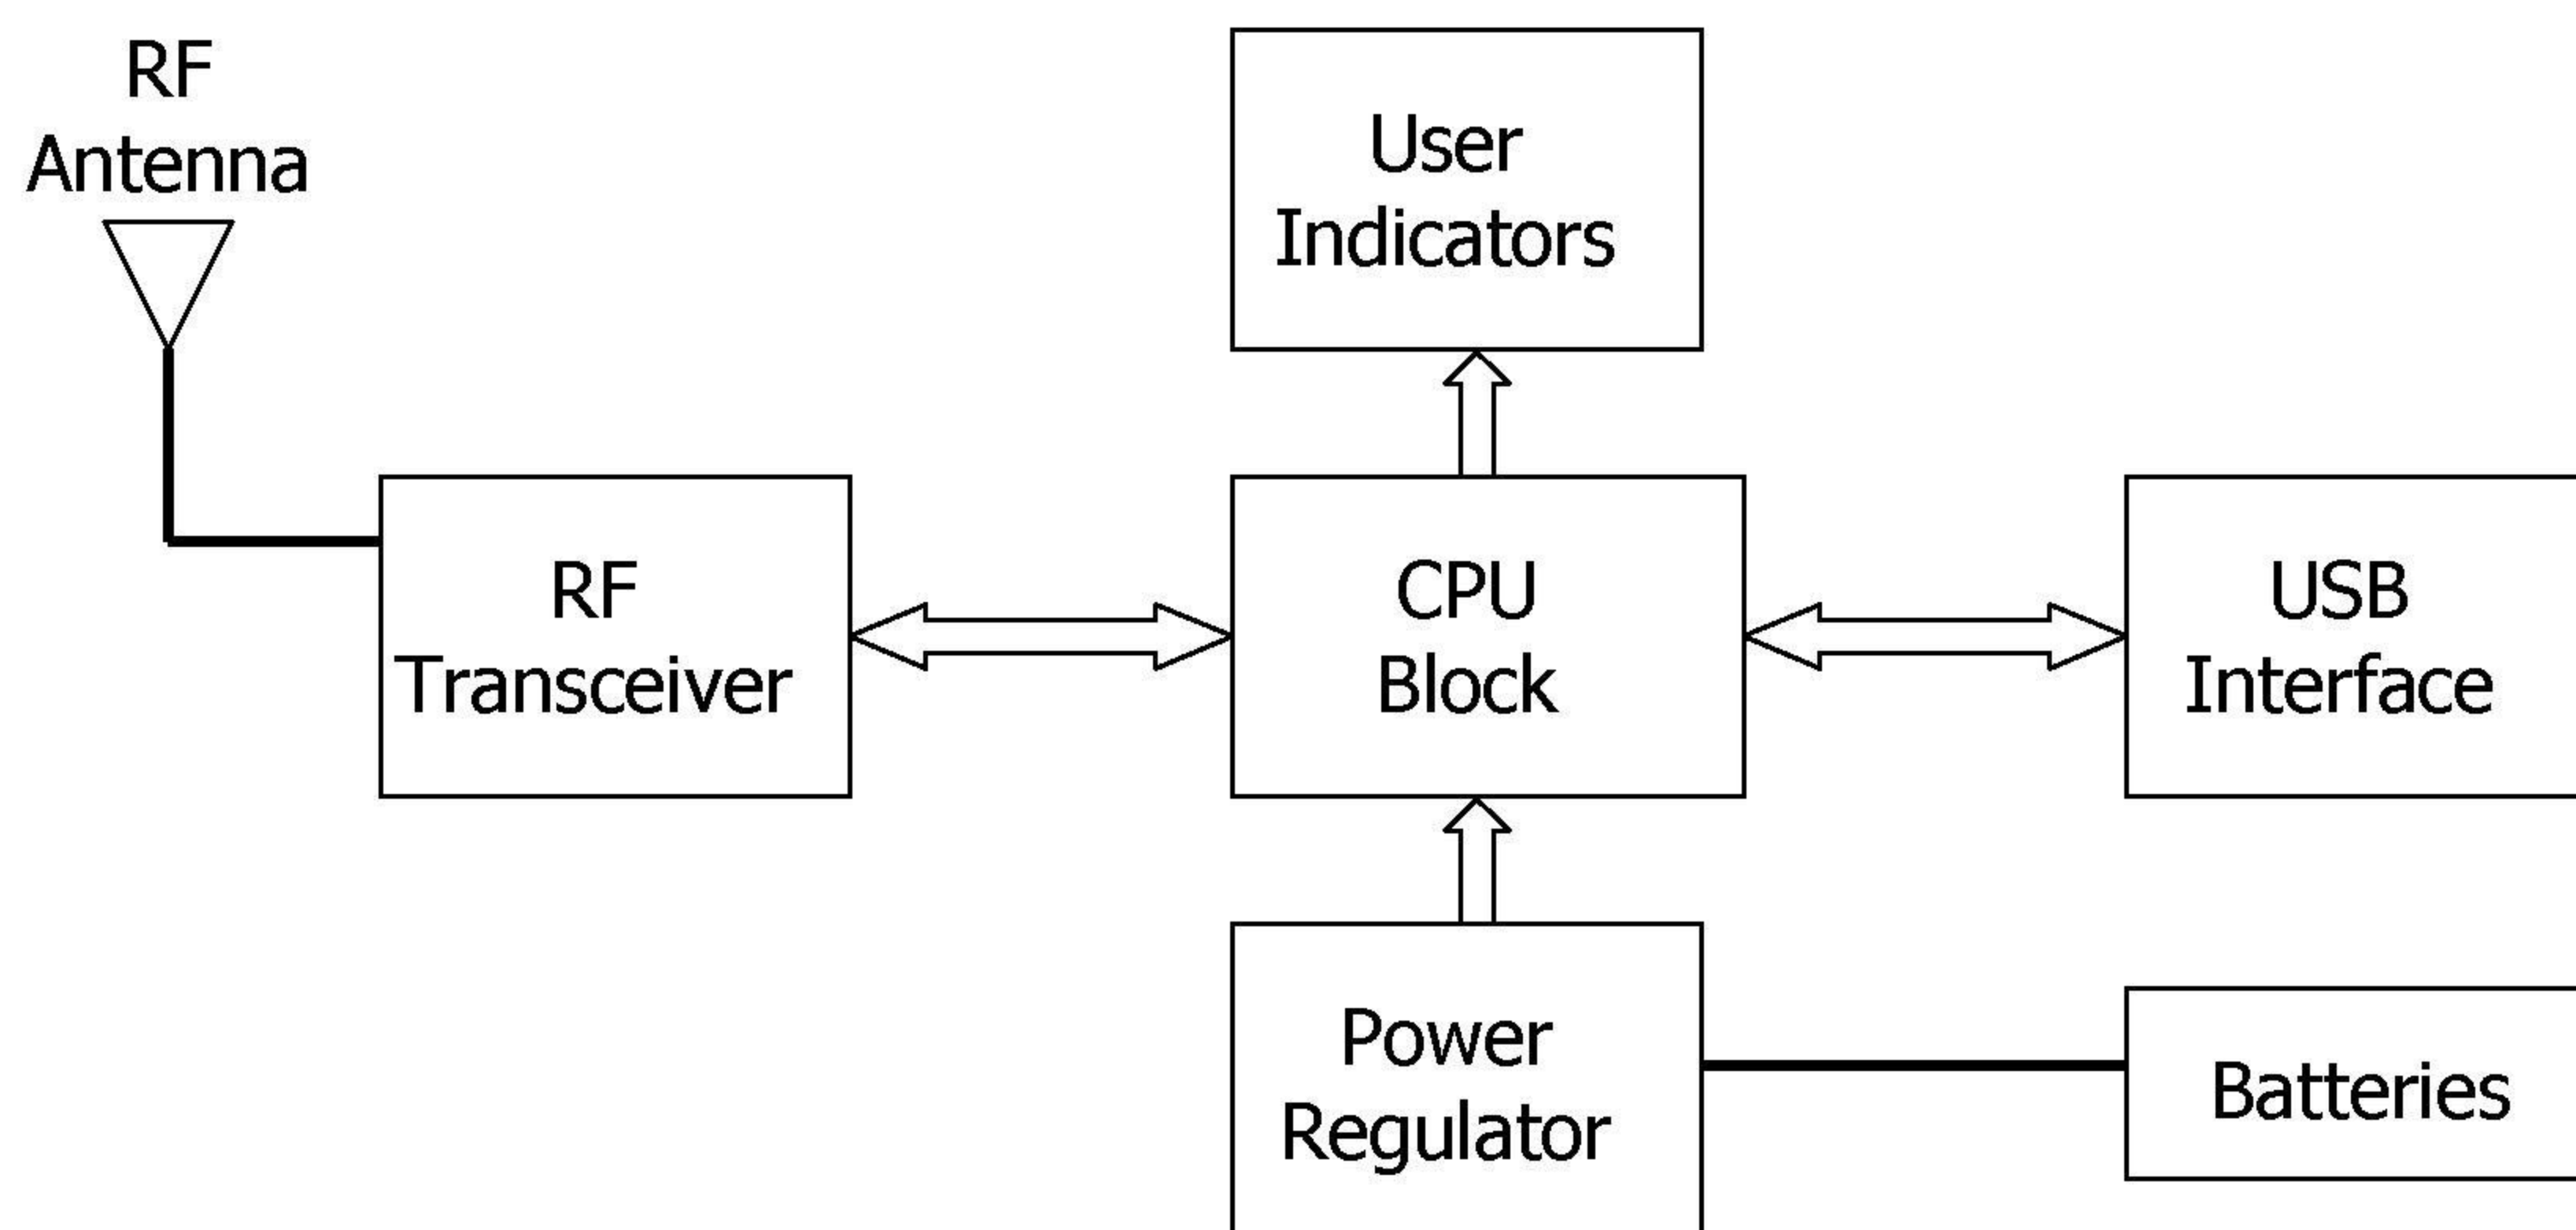 RF
Antenna
User
Indicators
RF
Transceiver
CPU
Block
USB
Interface
Power
Regulator
Batteries